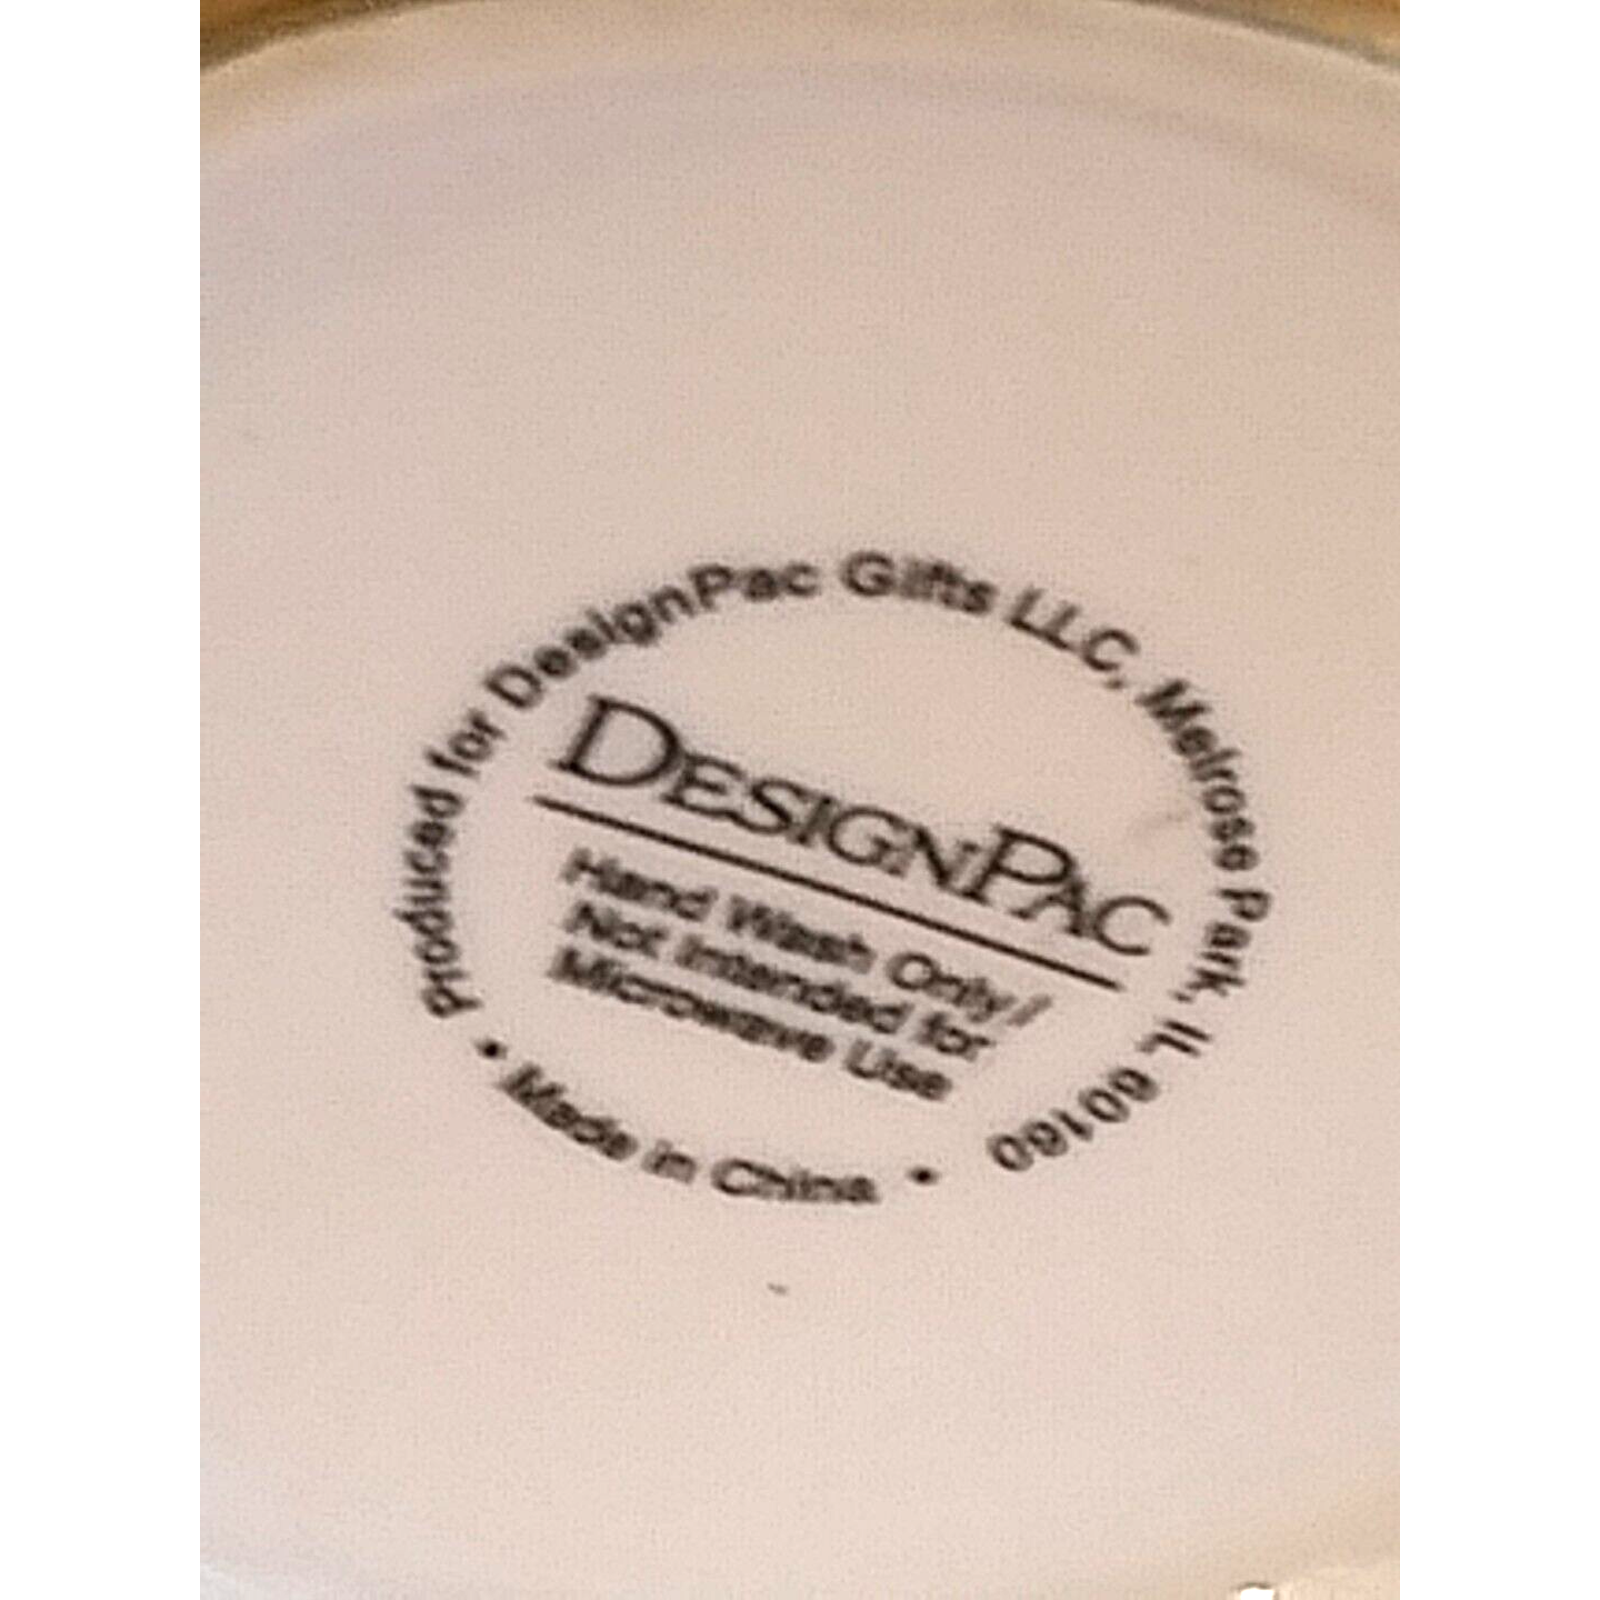 Produced for DesignPac Gifts LLC, Melrose Park, IL 60160
DESIGNPAC
Hand Wash Only/
Not Intended for
Microwave Use
• Made in China •